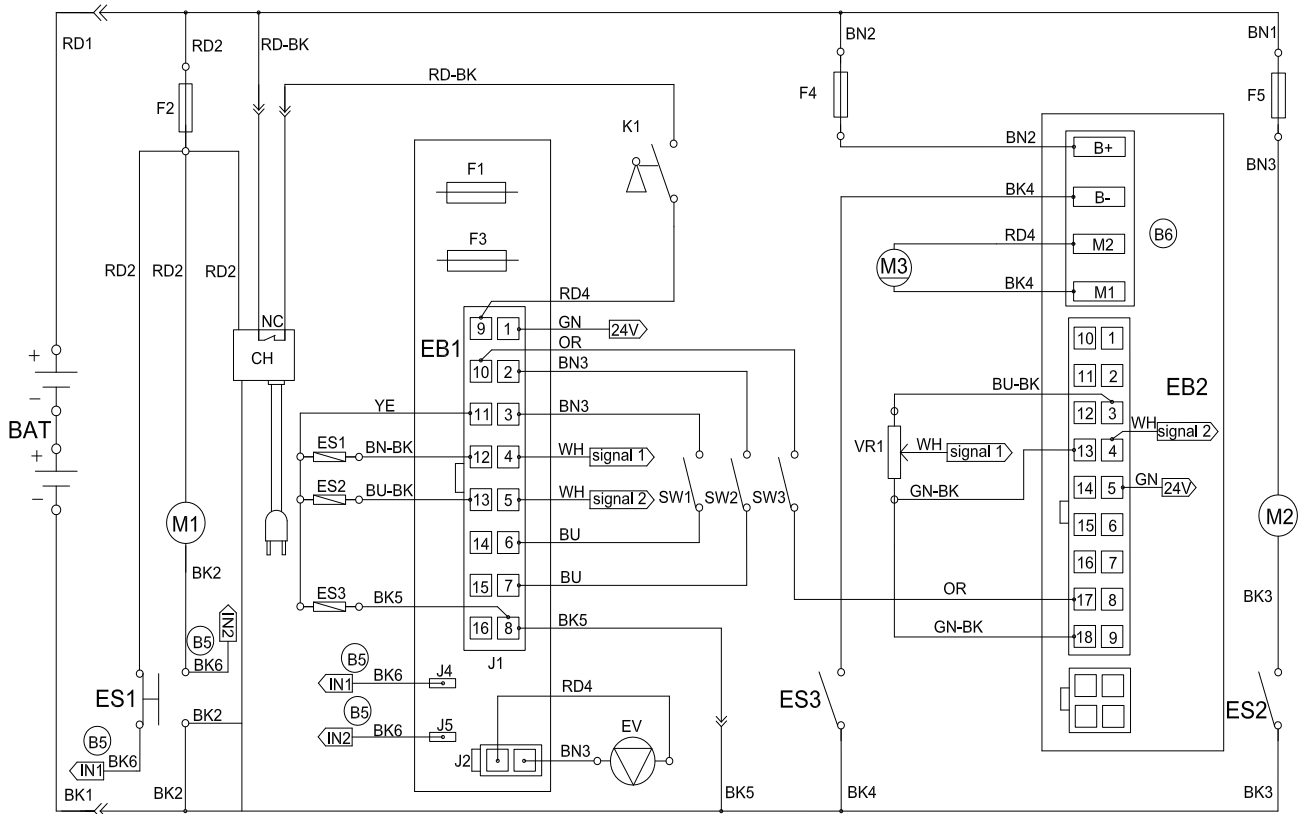 RD1
RD2
RD-BK
BN2
BN1
RD-BK
F2
F4
F5
K1
F1
BN2
B+
BN3
BK4
B-
F3
RD4
M2
B6
M3
BK4
M1
RD2
RD2
RD2
RD4
NC
9
1
GN
24V
CH
EB1
OR
10
1
10
2
BN3
+
-
BAT
+
-
11
2
EB2
YE
11
3
BN3
BU-BK
12
3
ES1
BN-BK
12
4
WH
signal 1
VR1
WH
signal 1
13
4
WH
signal 2
ES2
BU-BK
13
5
WH
signal 2
SW1
SW2
SW3
GN-BK
14
5
GN
24V
M1
M2
14
6
BU
15
6
BK2
15
7
BU
16
7
ES3
BK5
OR
17
8
BK3
IN2
16
8
BK5
GN-BK
18
9
B5
BK6
J1
B5
IN1
BK6
J4
RD4
ES1
ES3
ES2
BK2
B5
IN2
BK6
J5
EV
B5
IN1
BK6
J2
BN3
BK1
BK2
BK5
BK4
BK3